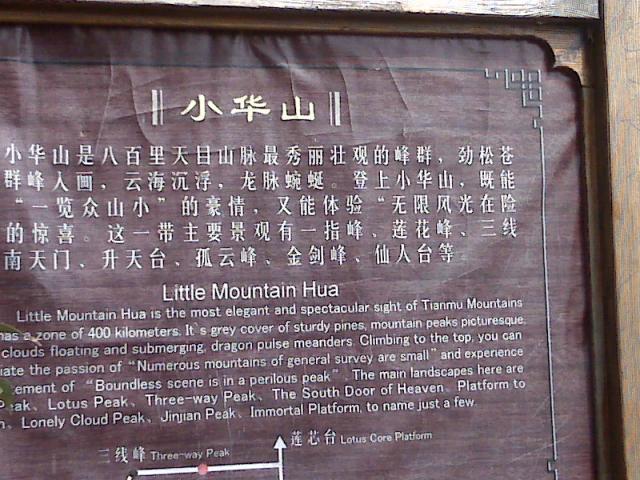 小华山
小华山是八百里天目山脉最秀丽壮观的峰群，劲松苍
群峰入画，云海沉浮，龙脉蜿蜒。登上小华山，既能
“一览众山小”的豪情，又能体验“无限风光在险
的惊喜。这一带主要景观有一指峰、莲花峰、三线
南天门、升天台、孤云峰、金剑峰、仙人台等。
Little Mountain Hua
Little Mountain Hua is the most elegant and spectacular sight of Tianmu Mountains
has a zone of 400 kilometers. It's grey cover of sturdy pines, mountain peaks picturesque,
clouds floating and submerging, dragon pulse meanders. Climbing to the top, you can
iate the passion of “Numerous mountains of general survey are small” and experience
ement of “Boundless scene is in a perilous peak”. The main landscapes here are
eak、Lotus Peak、Three-way Peak、The South Door of Heaven、Platform to
n、Lonely Cloud Peak、Jinjian Peak、Immortal Platform, to name just a few.
莲芯台 Lotus Core Platform
三线峰 Three-way Peak